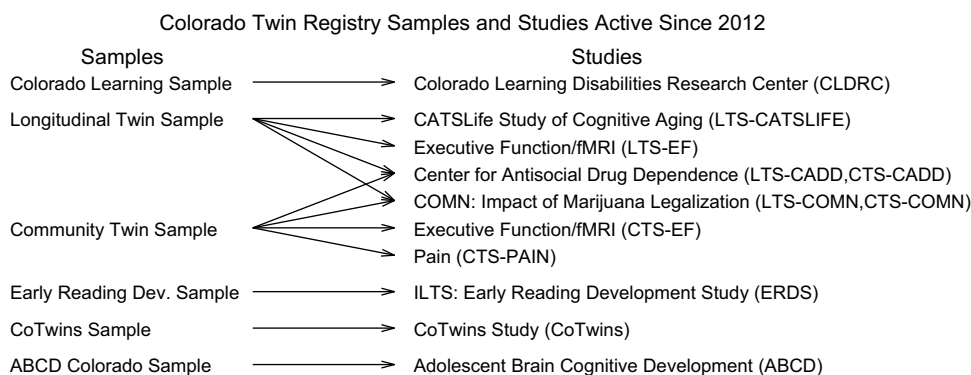 Colorado Twin Registry Samples and Studies Active Since 2012
Samples Studies
Colorado Learning Sample Colorado Learning Disabilities Research Center (CLDRC)
Longitudinal Twin Sample CATSLife Study of Cognitive Aging (LTS-CATSLIFE)
Executive Function/fMRI (LTS-EF)
Center for Antisocial Drug Dependence (LTS-CADD,CTS-CADD)
COMN: Impact of Marijuana Legalization (LTS-COMN,CTS-COMN)
Community Twin Sample Executive Function/fMRI (CTS-EF)
Pain (CTS-PAIN)
Early Reading Dev. Sample ILTS: Early Reading Development Study (ERDS)
CoTwins Sample CoTwins Study (CoTwins)
ABCD Colorado Sample Adolescent Brain Cognitive Development (ABCD)